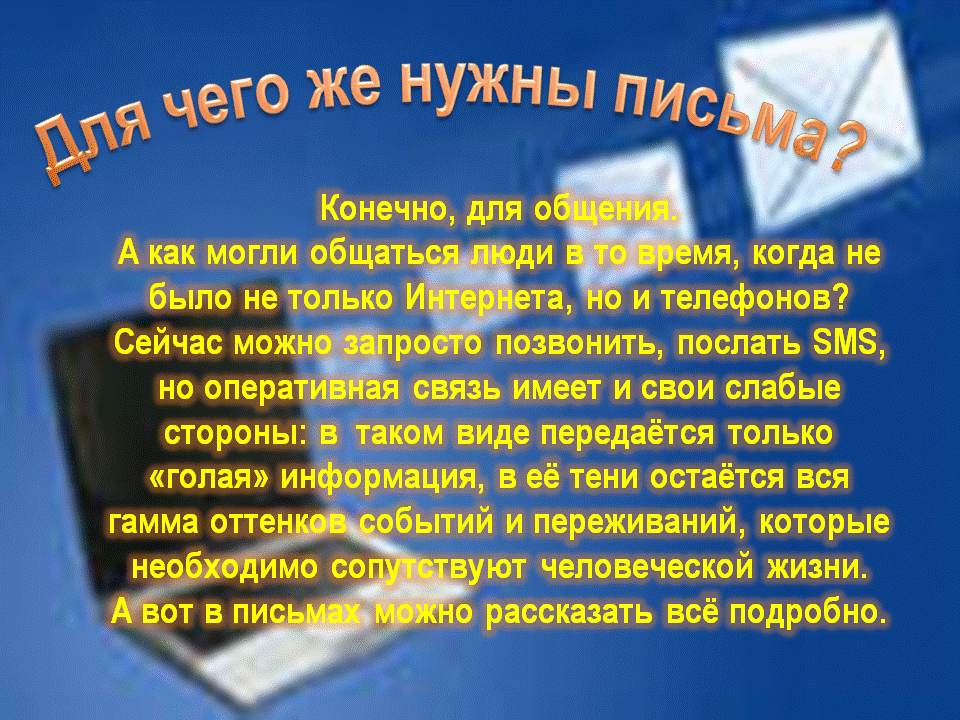 Для чего же нужны письма?
Конечно, для общения.
А как могли общаться люди в то время, когда не
было не только Интернета, но и телефонов?
Сейчас можно запросто позвонить, послать SMS,
но оперативная связь имеет и свои слабые
стороны: в таком виде передаётся только
«голая» информация, в её тени остаётся вся
гамма оттенков событий и переживаний, которые
необходимо сопутствуют человеческой жизни.
А вот в письмах можно рассказать всё подробно.